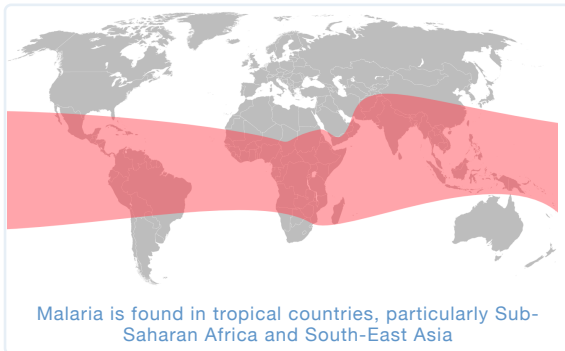 Malaria is found in tropical countries, particularly Sub-
Saharan Africa and South-East Asia